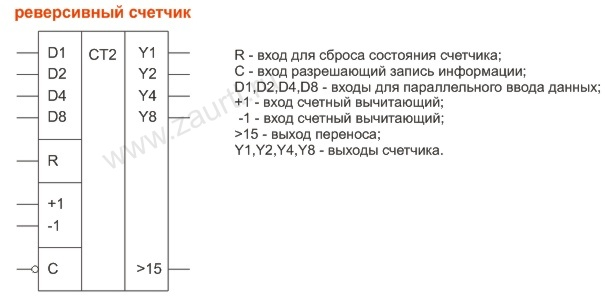 реверсивный счетчик
D1 CT2 Y1
D2 Y2
D4 Y4
D8 Y8
R
+1
-1
C >15
R - вход для сброса состояния счетчика;
C - вход разрешающий запись информации;
D1,D2,D4,D8 - входы для параллельного ввода данных;
+1 - вход счетный вычитающий;
-1 - вход счетный вычитающий;
>15 - выход переноса;
Y1,Y2,Y4,Y8 - выходы счетчика.